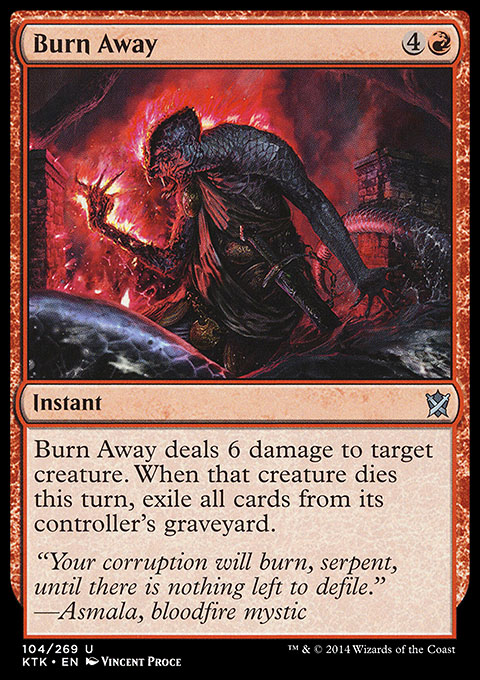 Burn Away 4
Instant
Burn Away deals 6 damage to target
creature. When that creature dies
this turn, exile all cards from its
controller's graveyard.
“Your corruption will burn, serpent,
until there is nothing left to defile.”
—Asmala, bloodfire mystic
104/269 U
KTK • EN VINCENT PROCE
™ & © 2014 Wizards of the Coast